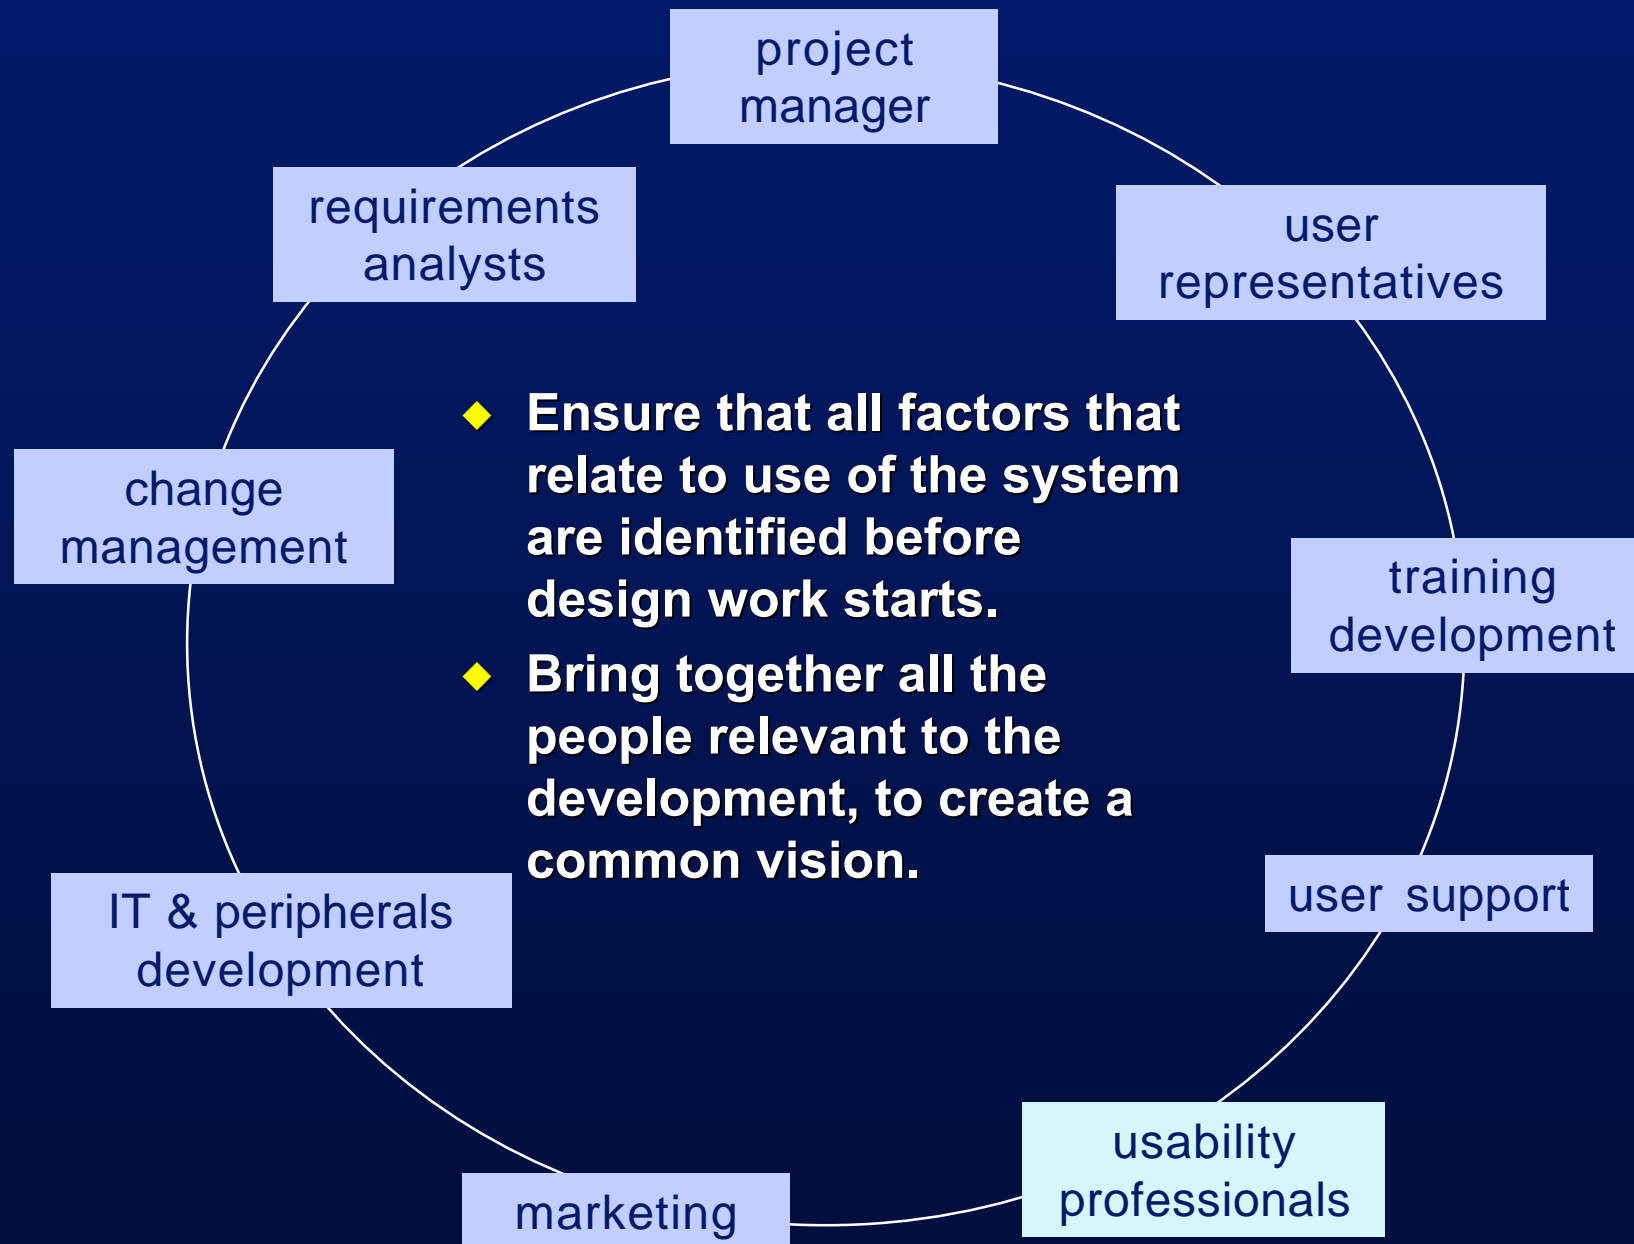 project
manager
requirements
analysts
user
representatives
change
management
◆ Ensure that all factors that
relate to use of the system
are identified before
design work starts.
◆ Bring together all the
people relevant to the
development, to create a
common vision.
training
development
IT & peripherals
development
user support
usability
professionals
marketing